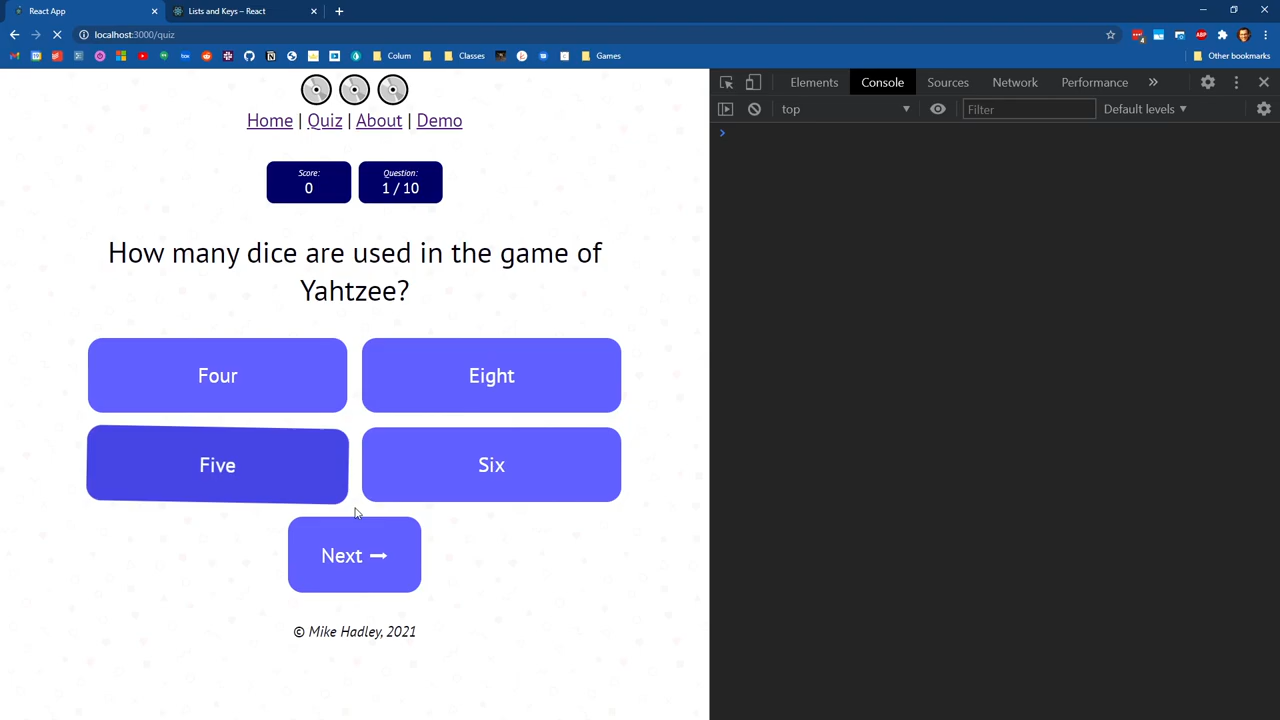 React App
Lists and Keys – React
localhost:3000/quiz
Colum
Classes
Games
Other bookmarks
Home | Quiz | About | Demo
Score:
0
Question:
1 / 10
How many dice are used in the game of
Yahtzee?
Four
Eight
Five
Six
Next ➞
© Mike Hadley, 2021
Elements
Console
Sources
Network
Performance
top
Filter
Default levels